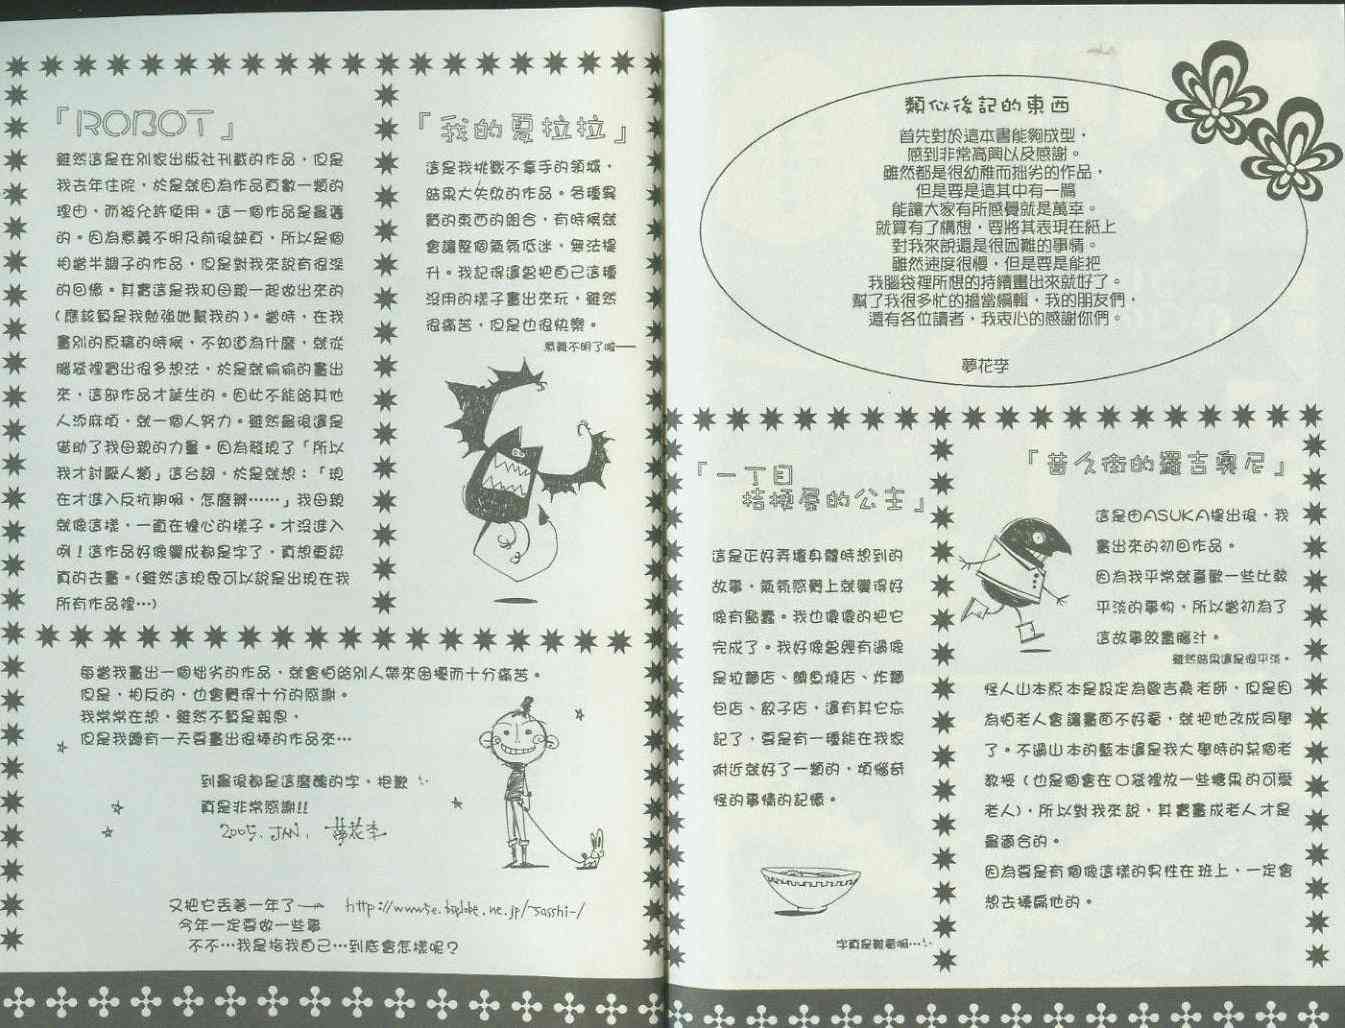 類似後記的東西
首先對於這本書能夠成型，
感到非常高興以及感謝。
雖然都是很幼稚而拙劣的作品，
但是要是這其中有一篇
能讓大家有所感覺就是萬幸。
就算有了構想，要將其表現在紙上
對我來說還是很困難的事情。
雖然速度很慢，但是要是能把
我腦袋裡所想的持續畫出來就好了。
幫了我很多忙的擔當編輯，我的朋友們，
還有各位讀者，我衷心的感謝你們。
夢花李
「昔久街的羅吉桑尼」
這是由ASUKA提出後，我
畫出來的初回作品。
因為我平常就喜歡一些比較
平淡的事物，所以當初為了
這故事絞盡腦汁。
雖然結果還是很平淡。
怪人山本原本是設定為歐吉桑老師，但是因
為怕老人會讓畫面不好看，就把他改成同學
了。不過山本的藍本還是我大學時的某個老
教授（也是個會在口袋裡放一些糖果的可愛
老人），所以對我來說，其實畫成老人才是
最適合的。
因為要是有個像這樣的男性在班上，一定會
想去搧扁他的。
「一丁目
桔梗屋的公主」
這是正好弄壞身體時想到的
故事，氣氛感覺上就變得好
像有點蠢。我也傻傻的把它
完成了。我好像曾經有過像
是拉麵店、鯛魚燒店、炸麵
包店、餃子店，還有其它忘
記了，要是有一種能在我家
附近就好了一類的，煩惱奇
怪的事情的記憶。
字真是難看啊…
「我的夏拉拉」
這是我挑戰不拿手的領域，
結果大失敗的作品。各種異
質的東西的組合，有時候就
會讓整個氣氛低迷，無法提
升。我記得還曾把自己這種
沒用的樣子畫出來玩，雖然
很痛苦，但是也很快樂。
意義不明了啦——
「ROBOT」
雖然這是在別家出版社刊載的作品，但是
我去年住院，於是就因為作品頁數一類的
理由，而被允許使用。這一個作品是最舊
的。因為意義不明及前後缺頁，所以是個
相當半調子的作品，但是對我來說有很深
的回憶。其實這是我和母親一起做出來的
（應該算是我勉強她幫我的）。當時，在我
畫別的原稿的時候，不知道為什麼，就從
腦袋裡冒出很多想法，於是就偷偷的畫出
來，這部作品才誕生的。因此不能給其他
人添麻煩，就一個人努力。雖然最後還是
借助了我母親的力量。因為發現了「所以
我才討厭人類」這台詞，於是就想：「現
在才進入反抗期啊，怎麼辦……」我母親
就像這樣，一直在擔心的樣子。才沒進入
咧！這作品好像變成都是字了，真想更認
真的去畫。（雖然這現象可以說是出現在我
所有作品裡…）
每當我畫出一個拙劣的作品，就會怕給別人帶來困擾而十分痛苦。
但是，相反的，也會覺得十分的感謝。
我常常在想，雖然不算是報恩，
但是我總有一天要畫出很棒的作品來…
到最後都是這麼醜的字，抱歉
真是非常感謝!!
2005. JAN. 夢花李
又把它丟著一年了—
今年一定要做一些事
不不…我是指我自己…到底會怎樣呢？